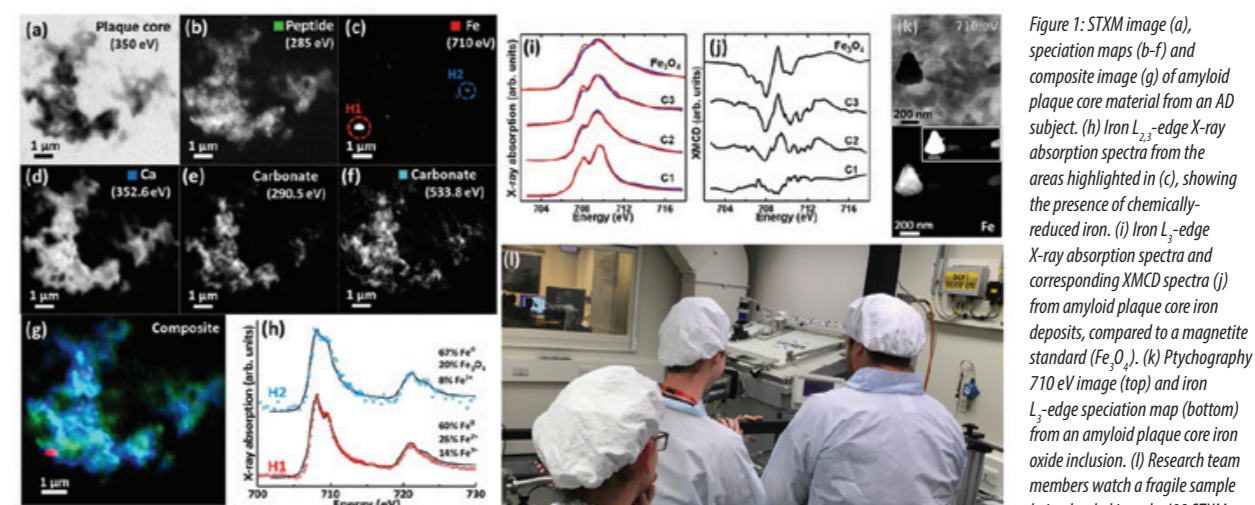 (a) Plaque core
(350 eV)
1 µm
(b) Peptide
(285 eV)
1 µm
(c) Fe
(710 eV)
H2
H1
1 µm
(d) Ca
(352.6 eV)
1 µm
(e) Carbonate
(290.5 eV)
1 µm
(f) Carbonate
(533.8 eV)
1 µm
(g) Composite
1 µm
(h)
X-ray absorption (arb. units)
67% Fe⁰
20% Fe₃O₄
H2
60% Fe⁰
H1
700 710 720 730
Energy (eV)
(i)
X-ray absorption (arb. units)
Fe₃O₄
C3
C2
C1
704 708 712 716
Energy (eV)
(j)
XMCD (arb. units)
Fe₃O₄
C3
C2
C1
704 708 712 716
Energy (eV)
(k) 710 eV
200 nm
200 nm Fe
(l)
Figure 1: STXM image (a),
speciation maps (b-f) and
composite image (g) of amyloid
plaque core material from an AD
subject. (h) Iron L₂,₃-edge X-ray
absorption spectra from the
areas highlighted in (c), showing
the presence of chemically-
reduced iron. (i) Iron L₃-edge
X-ray absorption spectra and
corresponding XMCD spectra (j)
from amyloid plaque core iron
deposits, compared to a magnetite
standard (Fe₃O₄). (k) Ptychography
710 eV image (top) and iron
L₃-edge speciation map (bottom)
from an amyloid plaque core iron
oxide inclusion. (l) Research team
members watch a fragile sample